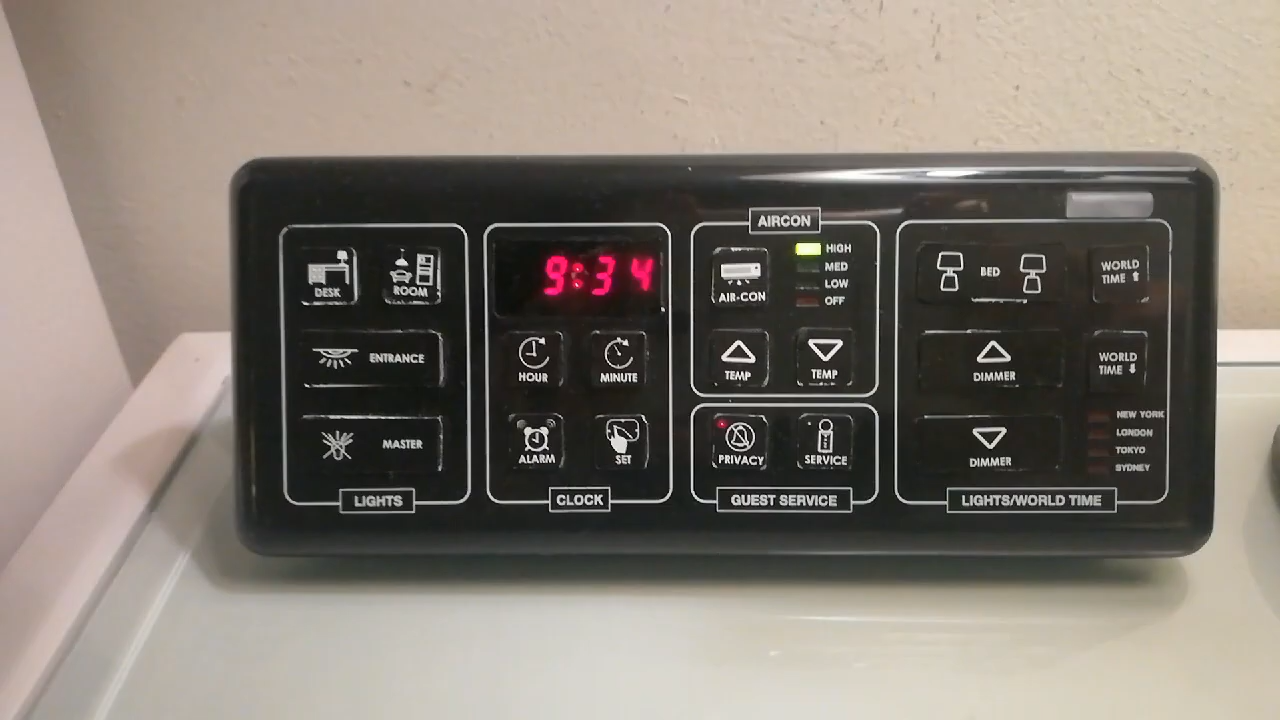 DESK
ROOM
ENTRANCE
MASTER
LIGHTS
9:34
HOUR
MINUTE
ALARM
SET
CLOCK
AIRCON
AIR-CON
HIGH
MED
LOW
OFF
TEMP
TEMP
PRIVACY
SERVICE
GUEST SERVICE
BED
WORLD
TIME ⬆
DIMMER
WORLD
TIME ⬇
DIMMER
NEW YORK
LONDON
TOKYO
SYDNEY
LIGHTS/WORLD TIME